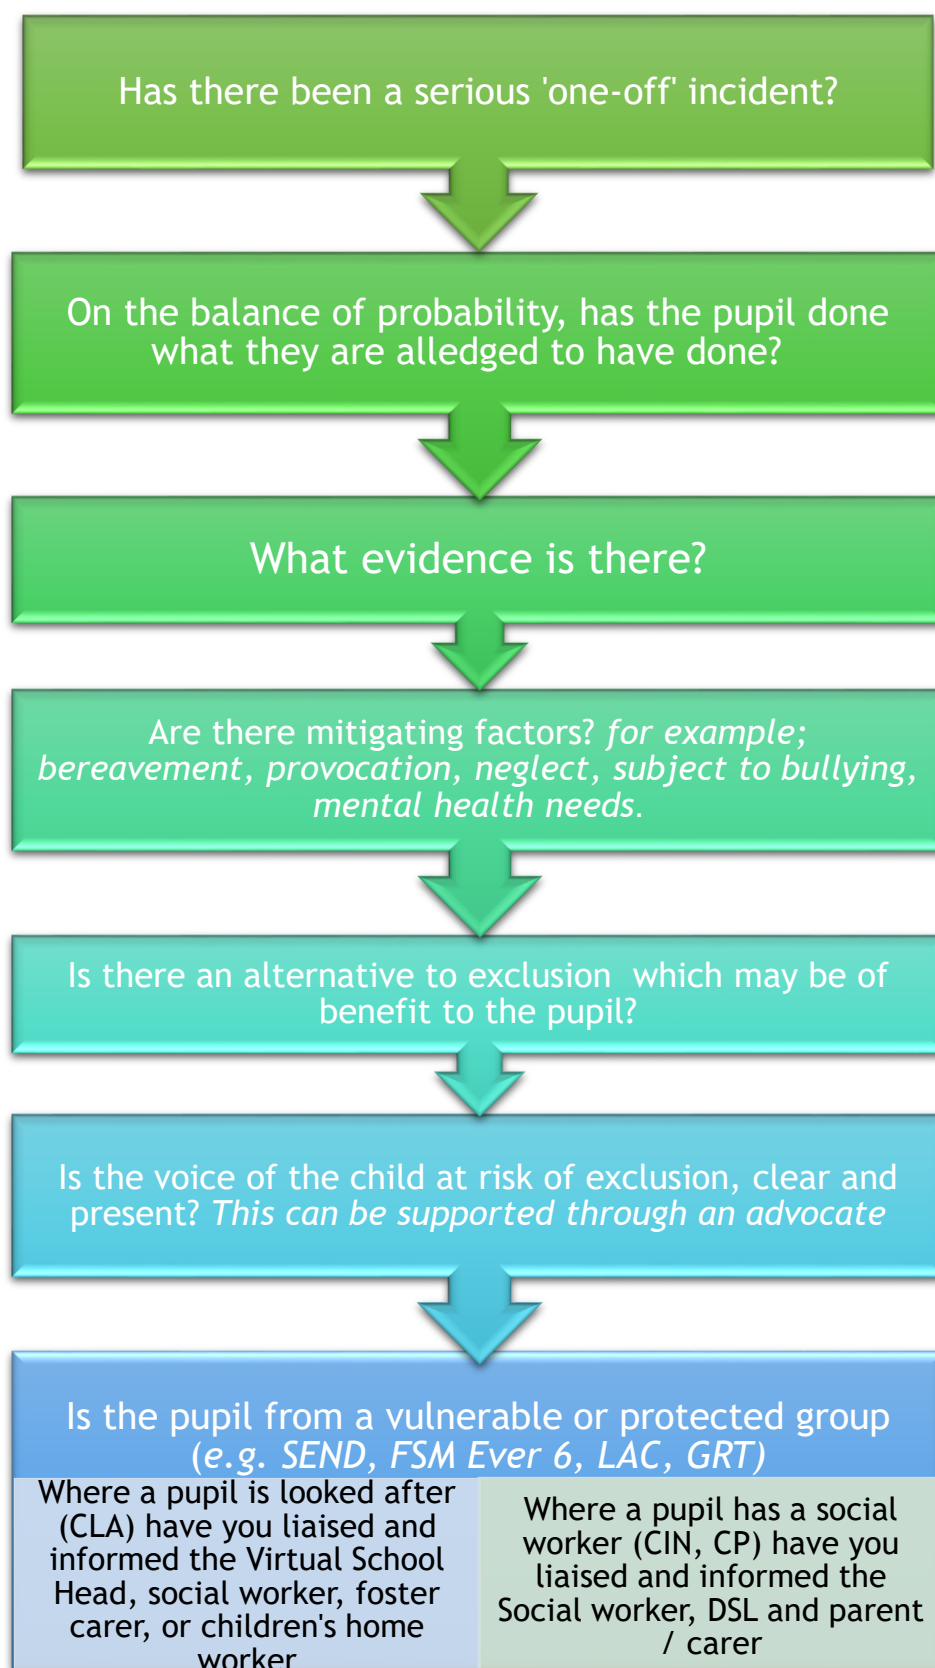 Has there been a serious 'one-off' incident?
On the balance of probability, has the pupil done
what they are alledged to have done?
What evidence is there?
Are there mitigating factors? for example;
bereavement, provocation, neglect, subject to bullying,
mental health needs.
Is there an alternative to exclusion which may be of
benefit to the pupil?
Is the voice of the child at risk of exclusion, clear and
present? This can be supported through an advocate
Is the pupil from a vulnerable or protected group
(e.g. SEND, FSM Ever 6, LAC, GRT)
Where a pupil is looked after
(CLA) have you liaised and
informed the Virtual School
Head, social worker, foster
carer, or children's home
worker
Where a pupil has a social
worker (CIN, CP) have you
liaised and informed the
Social worker, DSL and parent
/ carer